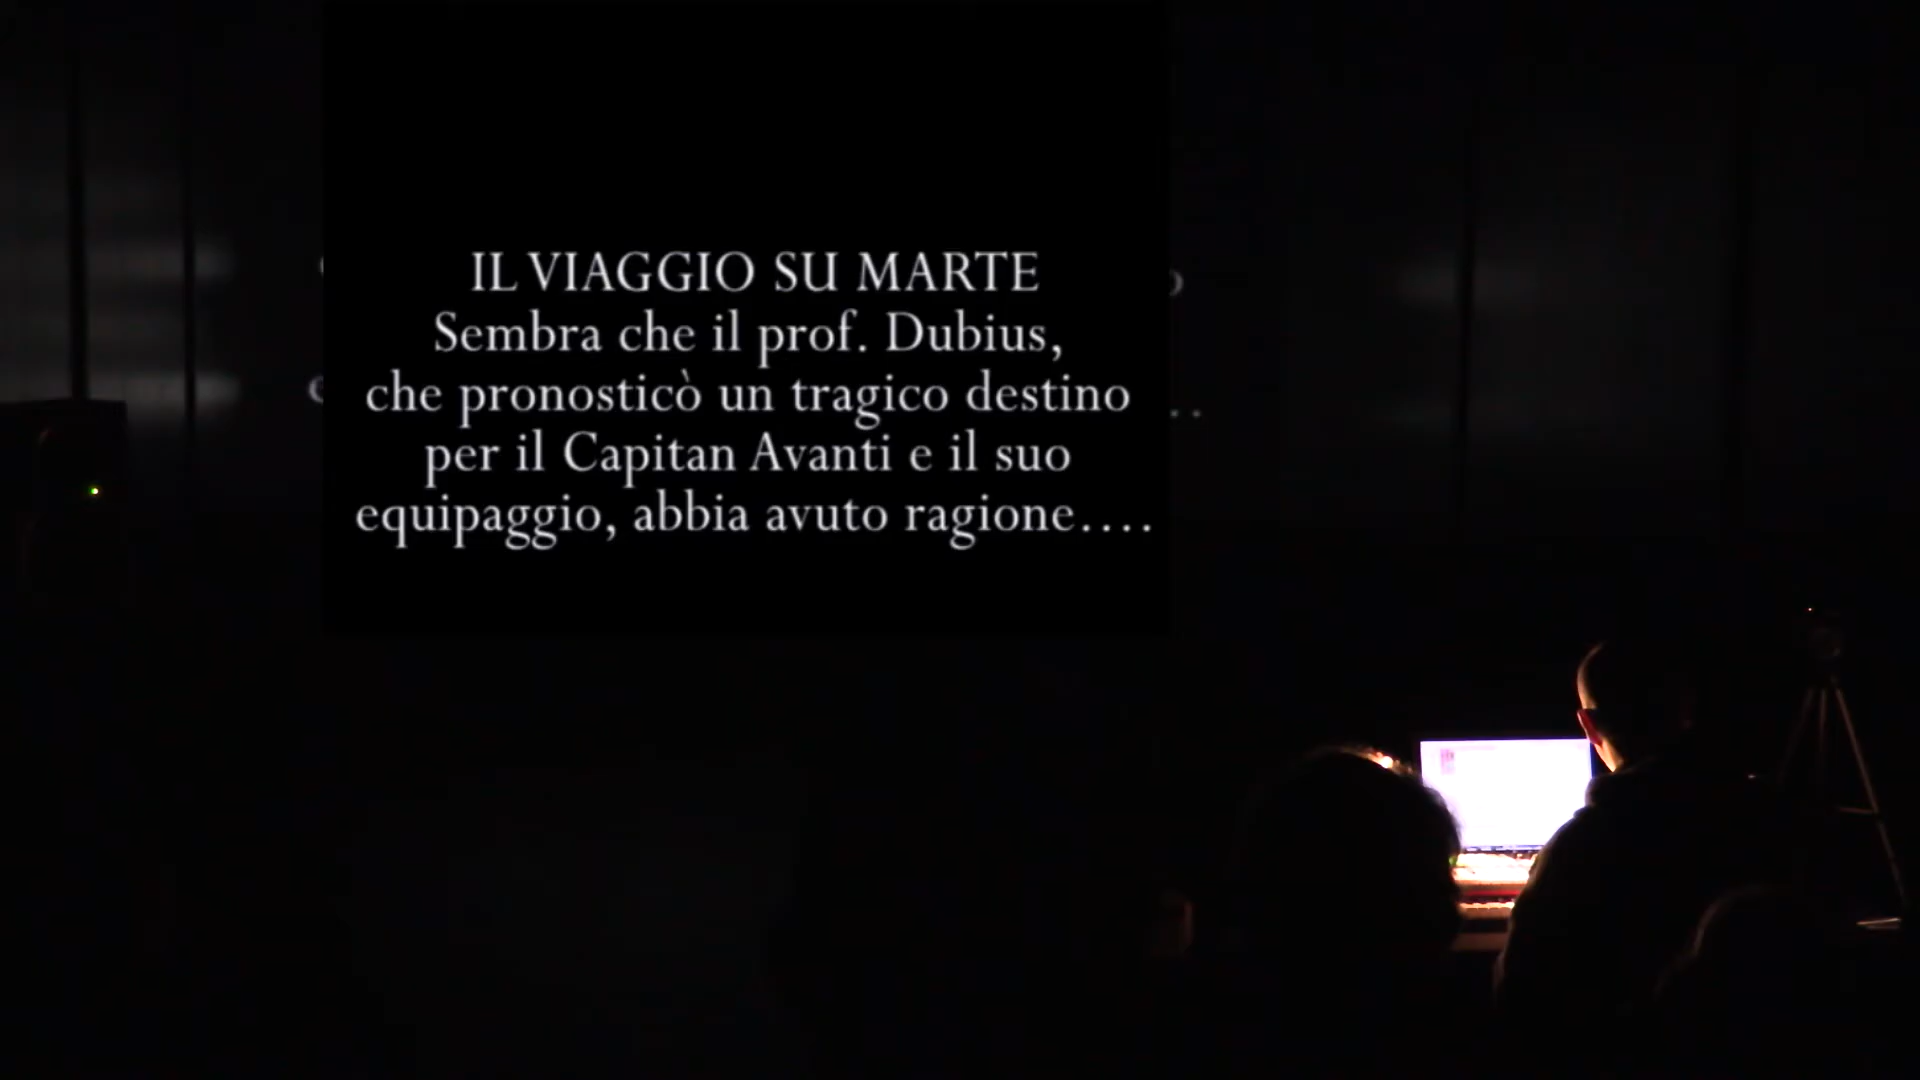 IL VIAGGIO SU MARTE
Sembra che il prof. Dubius,
che pronosticò un tragico destino
per il Capitan Avanti e il suo
equipaggio, abbia avuto ragione....